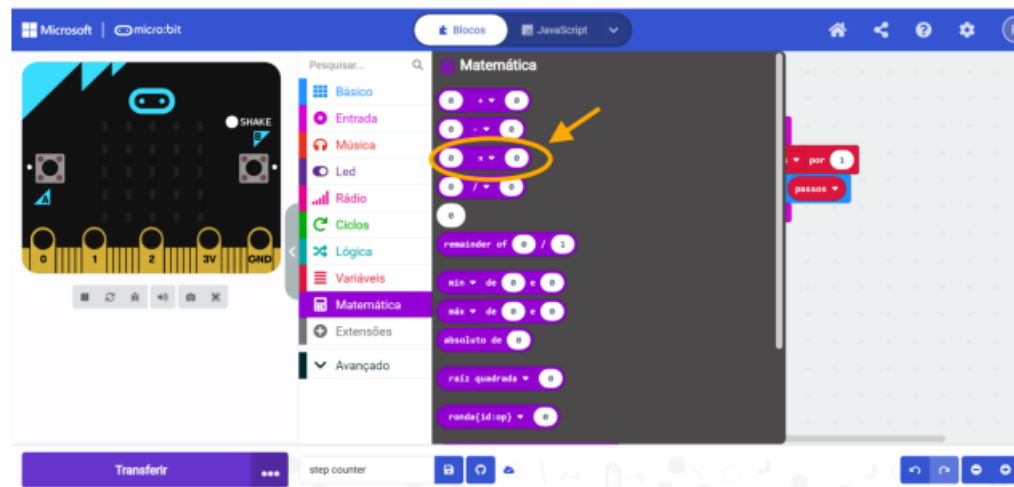 Microsoft | micro:bit
Blocos
JavaScript
Pesquisar...
Básico
Entrada
Música
Led
Rádio
Ciclos
Lógica
Variáveis
Matemática
Extensões
Avançado
SHAKE
B
A
0 1 2 3V GND
Matemática
0 + 0
0 - 0
0 × 0
0 / 0
0
remainder of 0 / 1
min de 0 e 0
máx de 0 e 0
absoluto de 0
raíz quadrada 0
ronda{id:op} 0
por 1
passos
Transferir
step counter